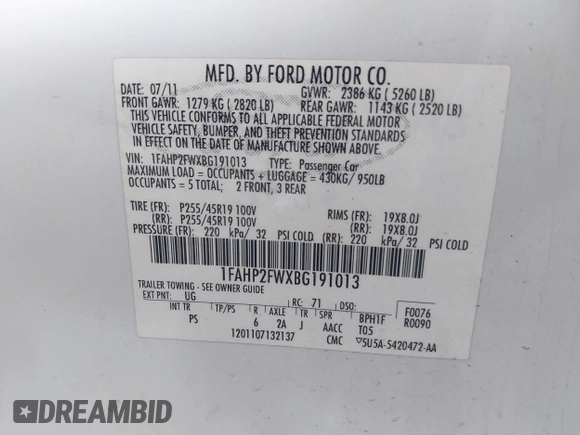 MFD. BY FORD MOTOR CO.
DATE: 07/11 GVWR: 2386 KG ( 5260 LB)
FRONT GAWR: 1279 KG ( 2820 LB) REAR GAWR: 1143 KG ( 2520 LB)
THIS VEHICLE CONFORMS TO ALL APPLICABLE FEDERAL MOTOR
VEHICLE SAFETY, BUMPER, AND THEFT PREVENTION STANDARDS
IN EFFECT ON THE DATE OF MANUFACTURE SHOWN ABOVE.
VIN: 1FAHP2FWXBG191013 TYPE: Passenger Car
MAXIMUM LOAD = OCCUPANTS + LUGGAGE = 430KG/ 950LB
OCCUPANTS = 5 TOTAL; 2 FRONT, 3 REAR
TIRE (FR): P255/45R19 100V RIMS (FR): 19X8.0J
(RR): P255/45R19 100V (RR): 19X8.0J
PRESSURE (FR): 220 kPa/ 32 PSI COLD (RR): 220 kPa/ 32 PSI COLD
1FAHP2FWXBG191013
TRAILER TOWING - SEE OWNER GUIDE
EXT PNT: UG RC: 71 DSO: F0076
INT TR TP/PS R AXLE TR SPR BPH1F R0090
PS 6 2A J AACC T05
1201107132137 CMC 5U5A-5420472-AA
DREAMBID